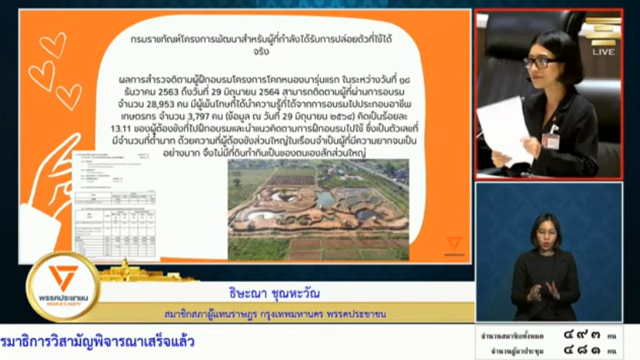 กรมราชทัณฑ์โครงการพัฒนาสำหรับผู้ที่กำลังได้รับการปล่อยตัวที่ใช้ได้
จริง
ผลการสำรวจติดตามผู้ฝึกอบรมโครงการโคกหนองนารุ่นแรก ในระหว่างวันที่ ๑๘
ธันวาคม 2563 ถึงวันที่ 29 มิถุนายน 2564 สามารถติดตามผู้ที่ผ่านการอบรม
จำนวน 28,953 คน มีผู้พ้นโทษที่ได้นำความรู้ที่ได้จากการอบรมไปประกอบอาชีพ
เกษตรกร จำนวน 3,797 คน (ข้อมูล ณ วันที่ 29 มิถุนายน ๒๕๖๔) คิดเป็นร้อยละ
13.11 ของผู้ต้องขังที่ไปฝึกอบรมและนำแนวคิดตามการฝึกอบรมไปใช้ ซึ่งเป็นตัวเลขที่
มีจำนวนที่ต่ำมาก ด้วยความที่ผู้ต้องขังส่วนใหญ่ในเรือนจำเป็นผู้ที่มีความยากจนเป็น
อย่างมาก จึงไม่มีที่ดินทำกินเป็นของตนเองสักส่วนใหญ่
LIVE
พรรคประชาชน
PEOPLE'S PARTY
ธิษะณา ชุณหะวัณ
สมาชิกสภาผู้แทนราษฎร กรุงเทพมหานคร พรรคประชาชน
รมาธิการวิสามัญพิจารณาเสร็จแล้ว
จำนวนสมาชิกทั้งหมด ๔๙๓ คน
จำนวนผู้มาประชุม ๔๘๑ คน